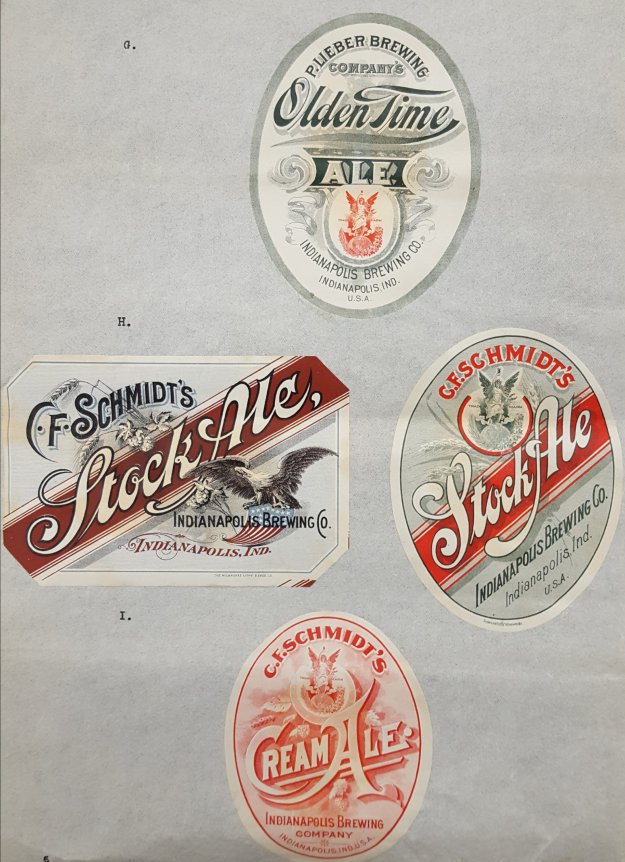 G.
P. LIEBER BREWING
COMPANY'S
Olden Time
ALE.
INDIANAPOLIS BREWING CO.
INDIANAPOLIS, IND.
U.S.A.
H.
C.F. SCHMIDT'S
Stock Ale,
INDIANAPOLIS BREWING CO.
INDIANAPOLIS, IND.
C.F. SCHMIDT'S
Stock Ale
INDIANAPOLIS BREWING CO.
Indianapolis, Ind.
U.S.A.
I.
C.F. SCHMIDT'S
CREAM ALE.
INDIANAPOLIS BREWING
COMPANY
INDIANAPOLIS, IND., U.S.A.